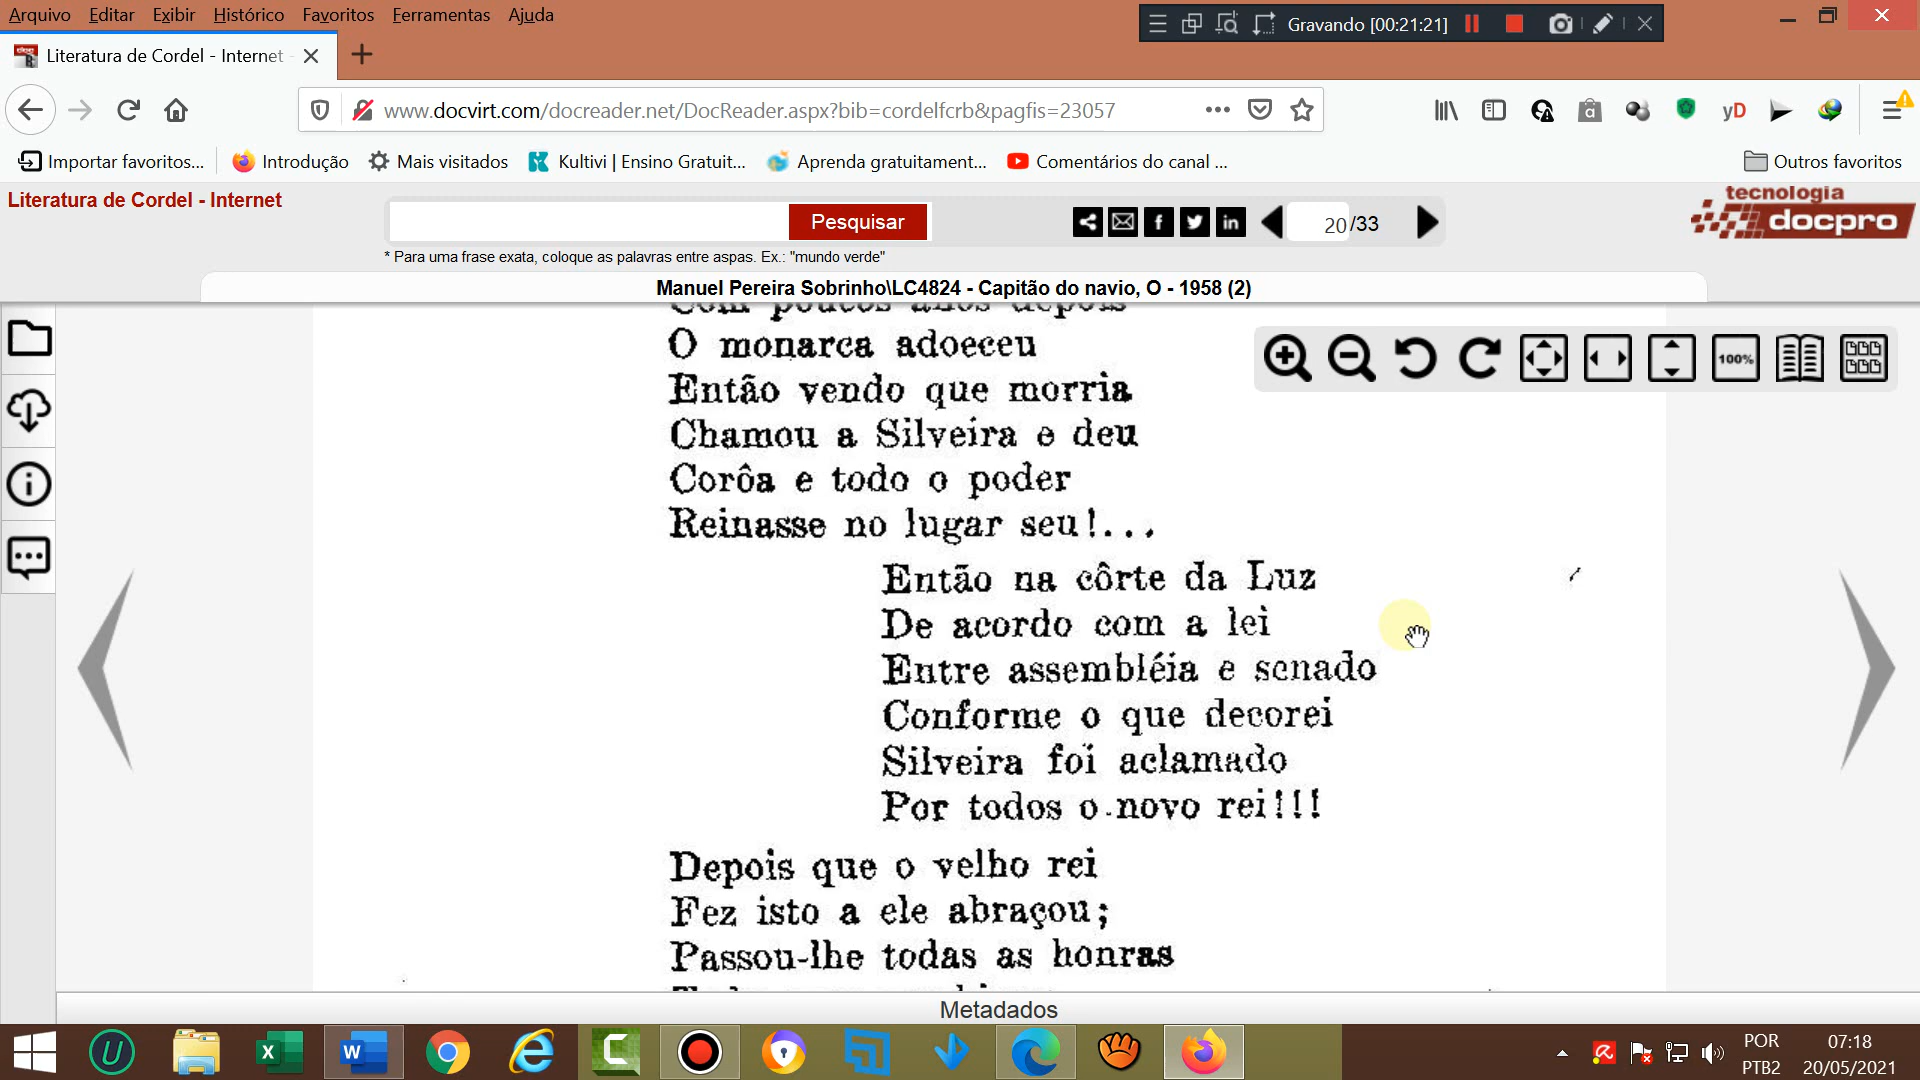 Arquivo Editar Exibir Histórico Favoritos Ferramentas Ajuda
Gravando [00:21:21]
Literatura de Cordel - Internet -
www.docvirt.com/docreader.net/DocReader.aspx?bib=cordelfcrb&pagfis=23057
Importar favoritos... Introdução Mais visitados Kultivi | Ensino Gratuit... Aprenda gratuitament... Comentários do canal ... Outros favoritos
Literatura de Cordel - Internet
Pesquisar
20 /33
tecnologia
docpro
* Para uma frase exata, coloque as palavras entre aspas. Ex.: "mundo verde"
Manuel Pereira Sobrinho\LC4824 - Capitão do navio, O - 1958 (2)
Com poucos anos depois
O monarca adoeceu
Então vendo que morria
Chamou a Silveira e deu
Corôa e todo o poder
Reinasse no lugar seu!...
100%
Então na côrte da Luz
De acordo com a lei
Entre assembléia e senado
Conforme o que decorei
Silveira foi aclamado
Por todos o novo rei!!!
Depois que o velho rei
Fez isto a ele abraçou;
Passou-lhe todas as honras
Metadados
POR 07:18
PTB2 20/05/2021